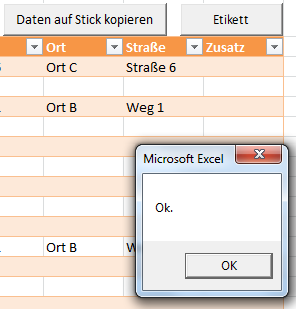 Daten auf Stick kopieren Etikett
Ort Straße Zusatz
Ort C Straße 6
Ort B Weg 1
Microsoft Excel
Ok.
OK
Ort B